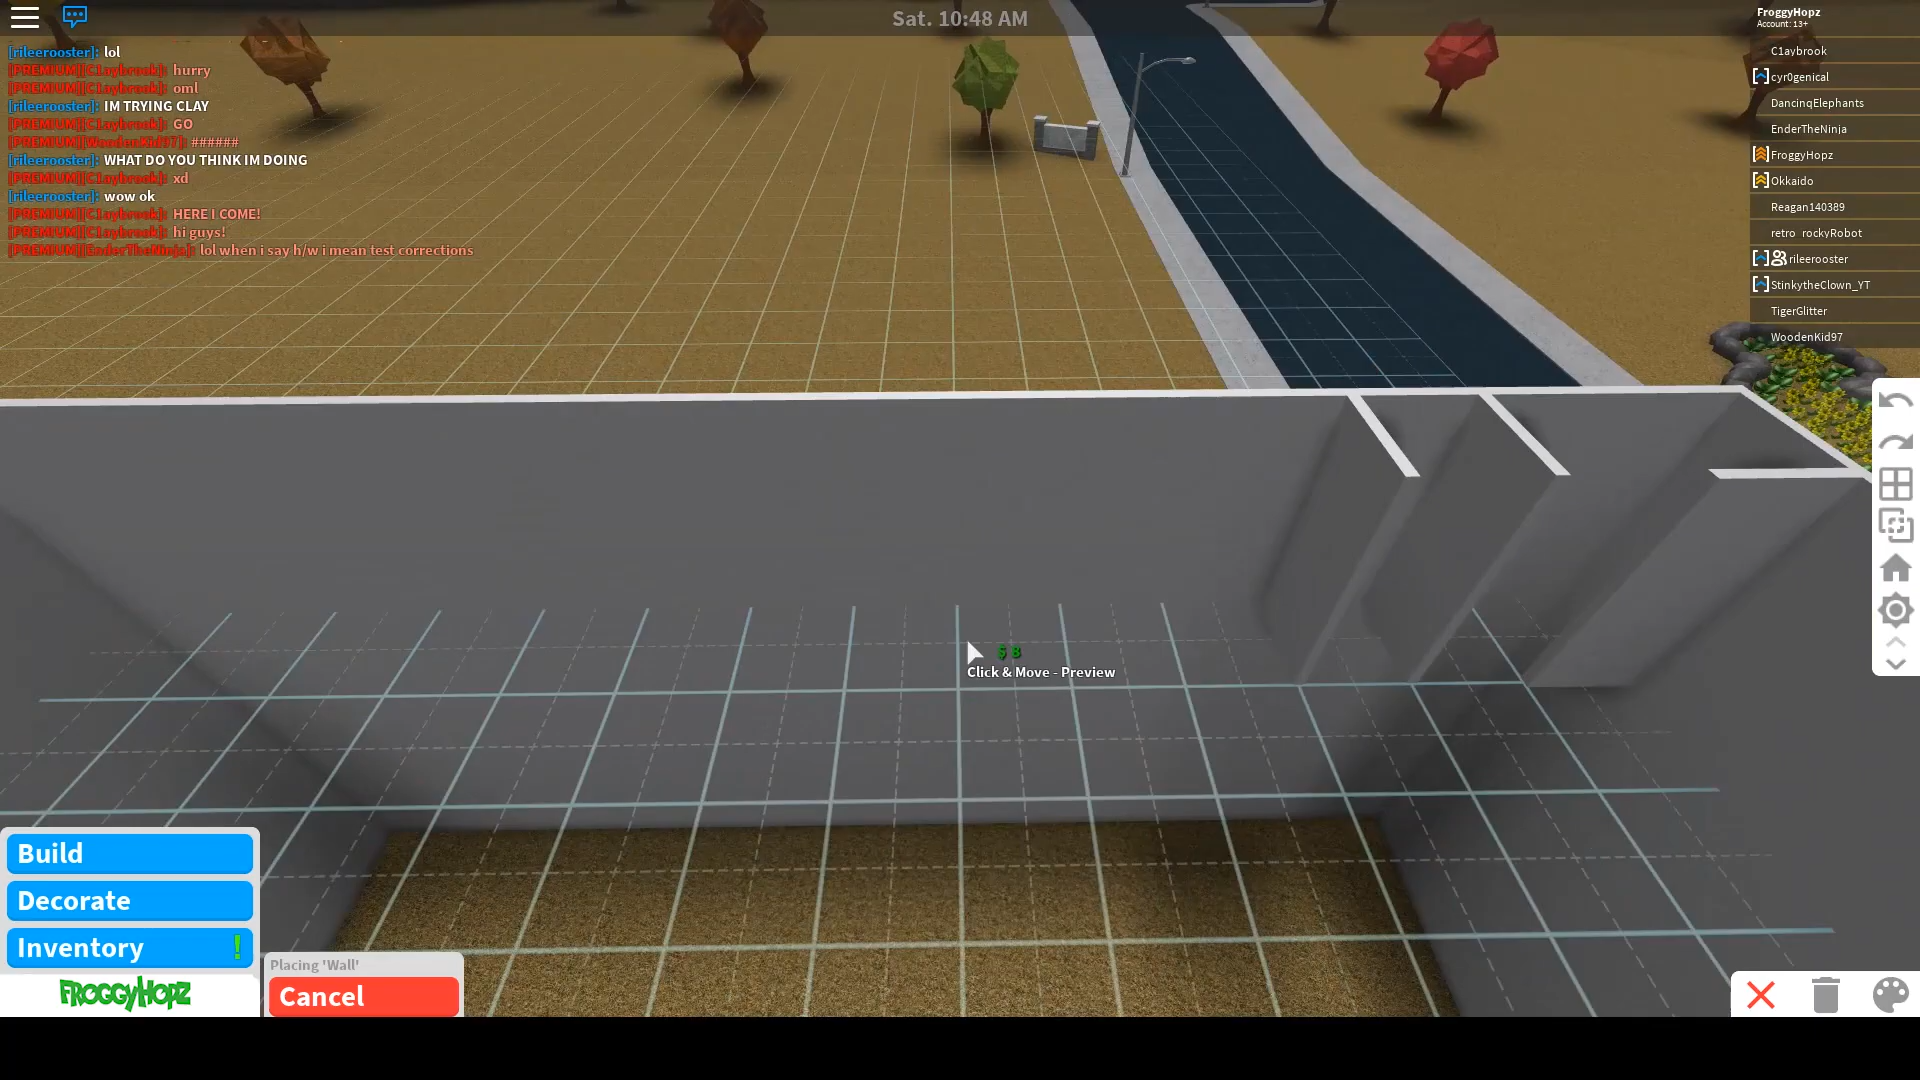 Sat. 10:48 AM
[rileerooster]: lol
[PREMIUM][C1aybrook]: hurry
[PREMIUM][C1aybrook]: oml
[rileerooster]: IM TRYING CLAY
[PREMIUM][C1aybrook]: GO
[PREMIUM][WoodenKid97]: ######
[rileerooster]: WHAT DO YOU THINK IM DOING
[PREMIUM][C1aybrook]: xd
[rileerooster]: wow ok
[PREMIUM][C1aybrook]: HERE I COME!
[PREMIUM][C1aybrook]: hi guys!
[PREMIUM][EnderTheNinja]: lol when i say h/w i mean test corrections
FroggyHopz
Account: 13+
C1aybrook
cyr0genical
DancinqElephants
EnderTheNinja
FroggyHopz
Okkaido
Reagan140389
retro_rockyRobot
rileerooster
StinkytheClown_YT
TigerGlitter
WoodenKid97
$ 8
Click & Move - Preview
Build
Decorate
Inventory !
FROGGYHOPZ
Placing 'Wall'
Cancel